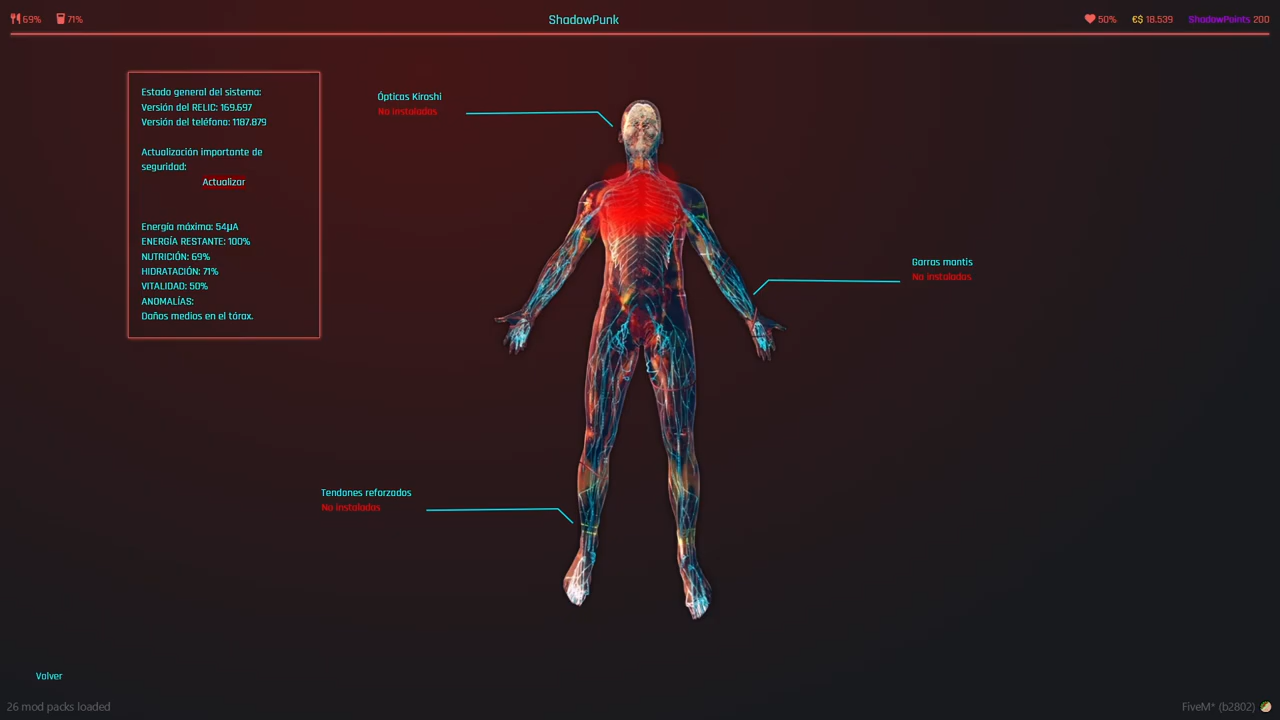 69% 71% ShadowPunk 50% €$ 18.539 ShadowPoints 200
Estado general del sistema:
Versión del RELIC: 169.697
Versión del teléfono: 1187.879
Actualización importante de
seguridad:
Actualizar
Energía máxima: 54µA
ENERGÍA RESTANTE: 100%
NUTRICIÓN: 69%
HIDRATACIÓN: 71%
VITALIDAD: 50%
ANOMALÍAS:
Daños medios en el tórax.
Ópticas Kiroshi
No instaladas
Garras mantis
No instaladas
Tendones reforzados
No instalados
Volver
26 mod packs loaded
FiveM* (b2802)